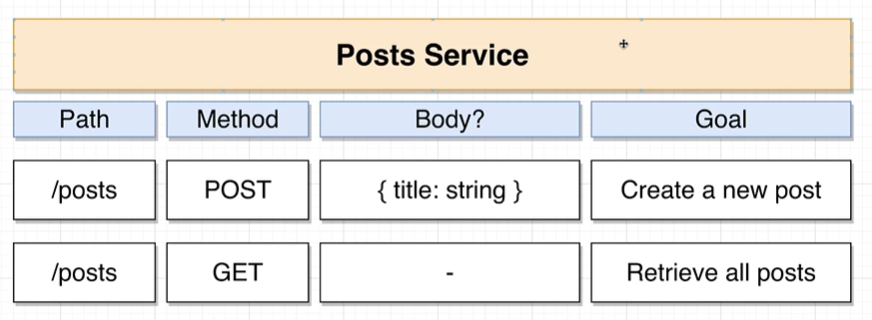 Posts Service
Path Method Body? Goal
/posts POST { title: string } Create a new post
/posts GET - Retrieve all posts